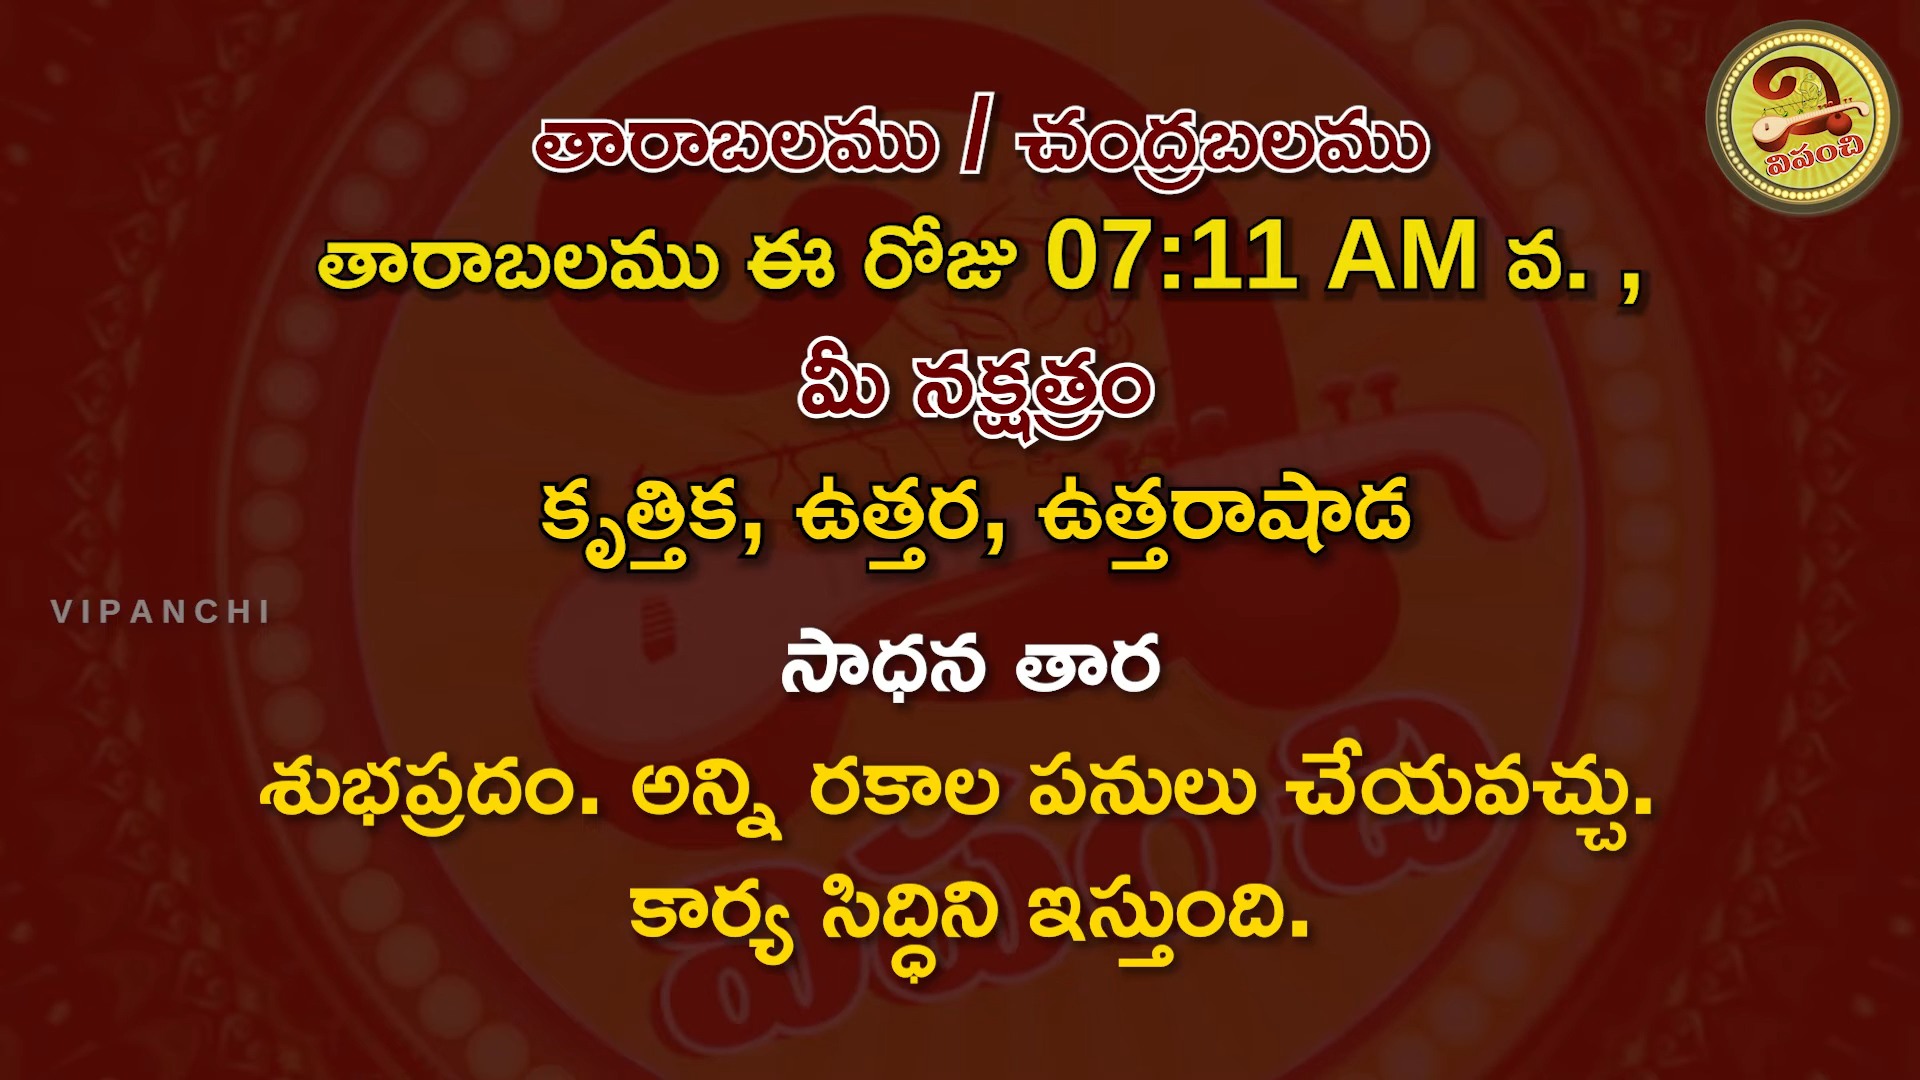 తారాబలము / చంద్రబలము
విపంచి
తారాబలము ఈ రోజు 07:11 AM వ. ,
మీ నక్షత్రం
కృత్తిక, ఉత్తర, ఉత్తరాషాడ
VIPANCHI
సాధన తార
శుభప్రదం. అన్ని రకాల పనులు చేయవచ్చు.
కార్య సిద్ధిని ఇస్తుంది.
విపంచి